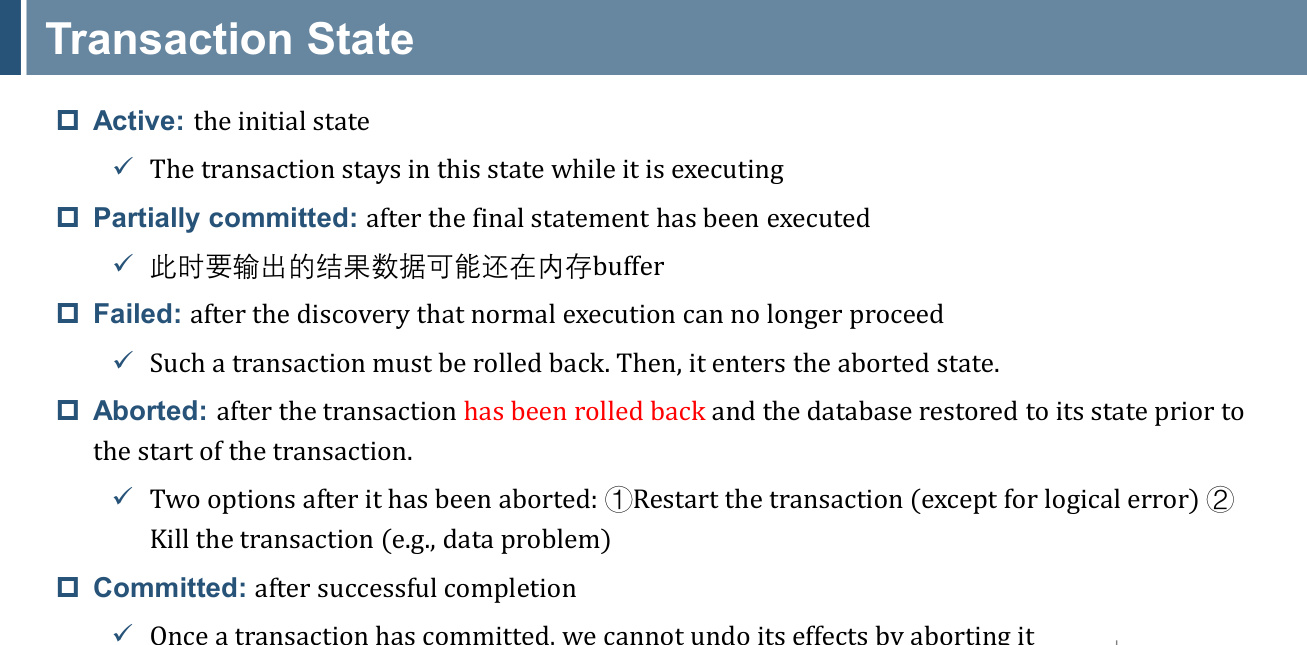 Transaction State
Active: the initial state
✓ The transaction stays in this state while it is executing
Partially committed: after the final statement has been executed
✓ 此时要输出的结果数据可能还在内存buffer
Failed: after the discovery that normal execution can no longer proceed
✓ Such a transaction must be rolled back. Then, it enters the aborted state.
Aborted: after the transaction has been rolled back and the database restored to its state prior to
the start of the transaction.
✓ Two options after it has been aborted: ①Restart the transaction (except for logical error) ②
Kill the transaction (e.g., data problem)
Committed: after successful completion
✓ Once a transaction has committed, we cannot undo its effects by aborting it